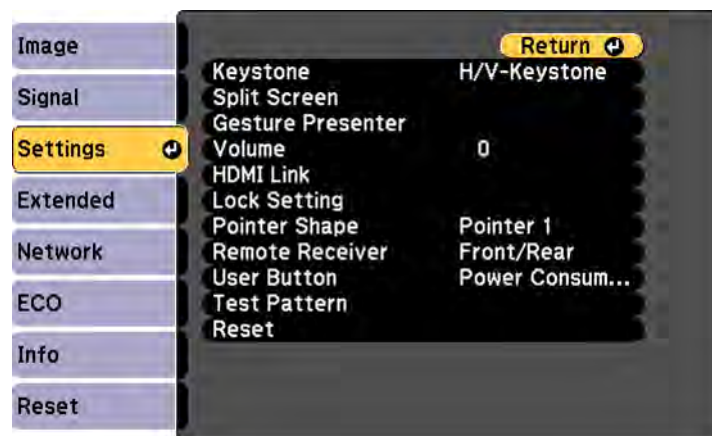 Image
Signal
Settings
Extended
Network
ECO
Info
Reset
Return
Keystone H/V-Keystone
Split Screen
Gesture Presenter
Volume 0
HDMI Link
Lock Setting
Pointer Shape Pointer 1
Remote Receiver Front/Rear
User Button Power Consum...
Test Pattern
Reset